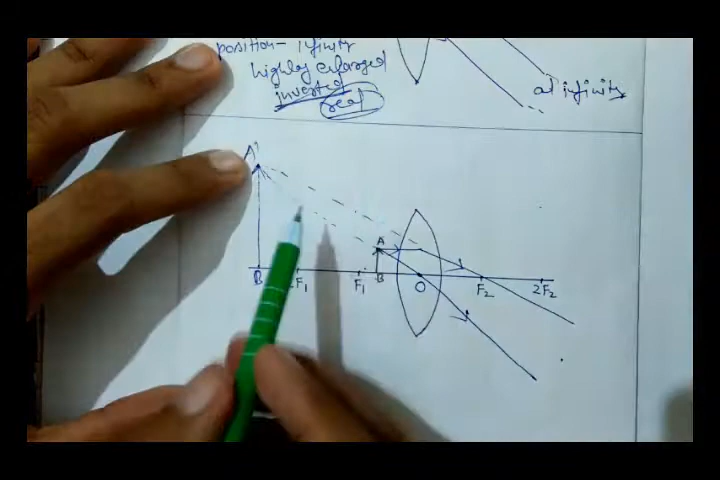 position - infinity
highly enlarged
inverted
real
at infinity
A'
A
B F1 F1 B O F2 2F2